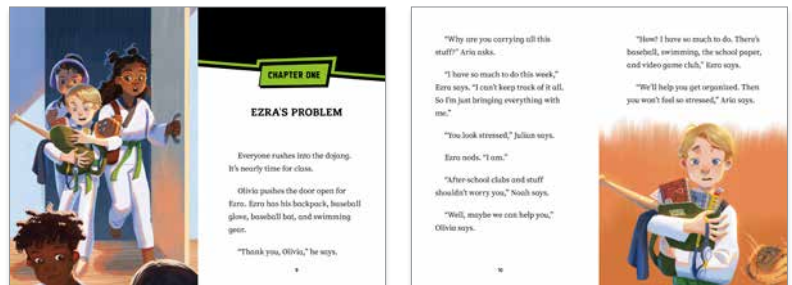 CHAPTER ONE
EZRA'S PROBLEM
Everyone rushes into the dojang.
It's nearly time for class.
Olivia pushes the door open for
Ezra. Ezra has his backpack, baseball
glove, baseball bat, and swimming
gear.
"Thank you, Olivia," he says.
9
"Why are you carrying all this
stuff?" Aria asks.
"I have so much to do this week,"
Ezra says. "I can't keep track of it all.
So I'm just bringing everything with
me."
"You look stressed," Julian says.
Ezra nods. "I am."
"After-school clubs and stuff
shouldn't worry you," Noah says.
"Well, maybe we can help you,"
Olivia says.
10
"How? I have so much to do. There's
baseball, swimming, the school paper,
and video game club," Ezra says.
"We'll help you get organized. Then
you won't feel so stressed," Aria says.